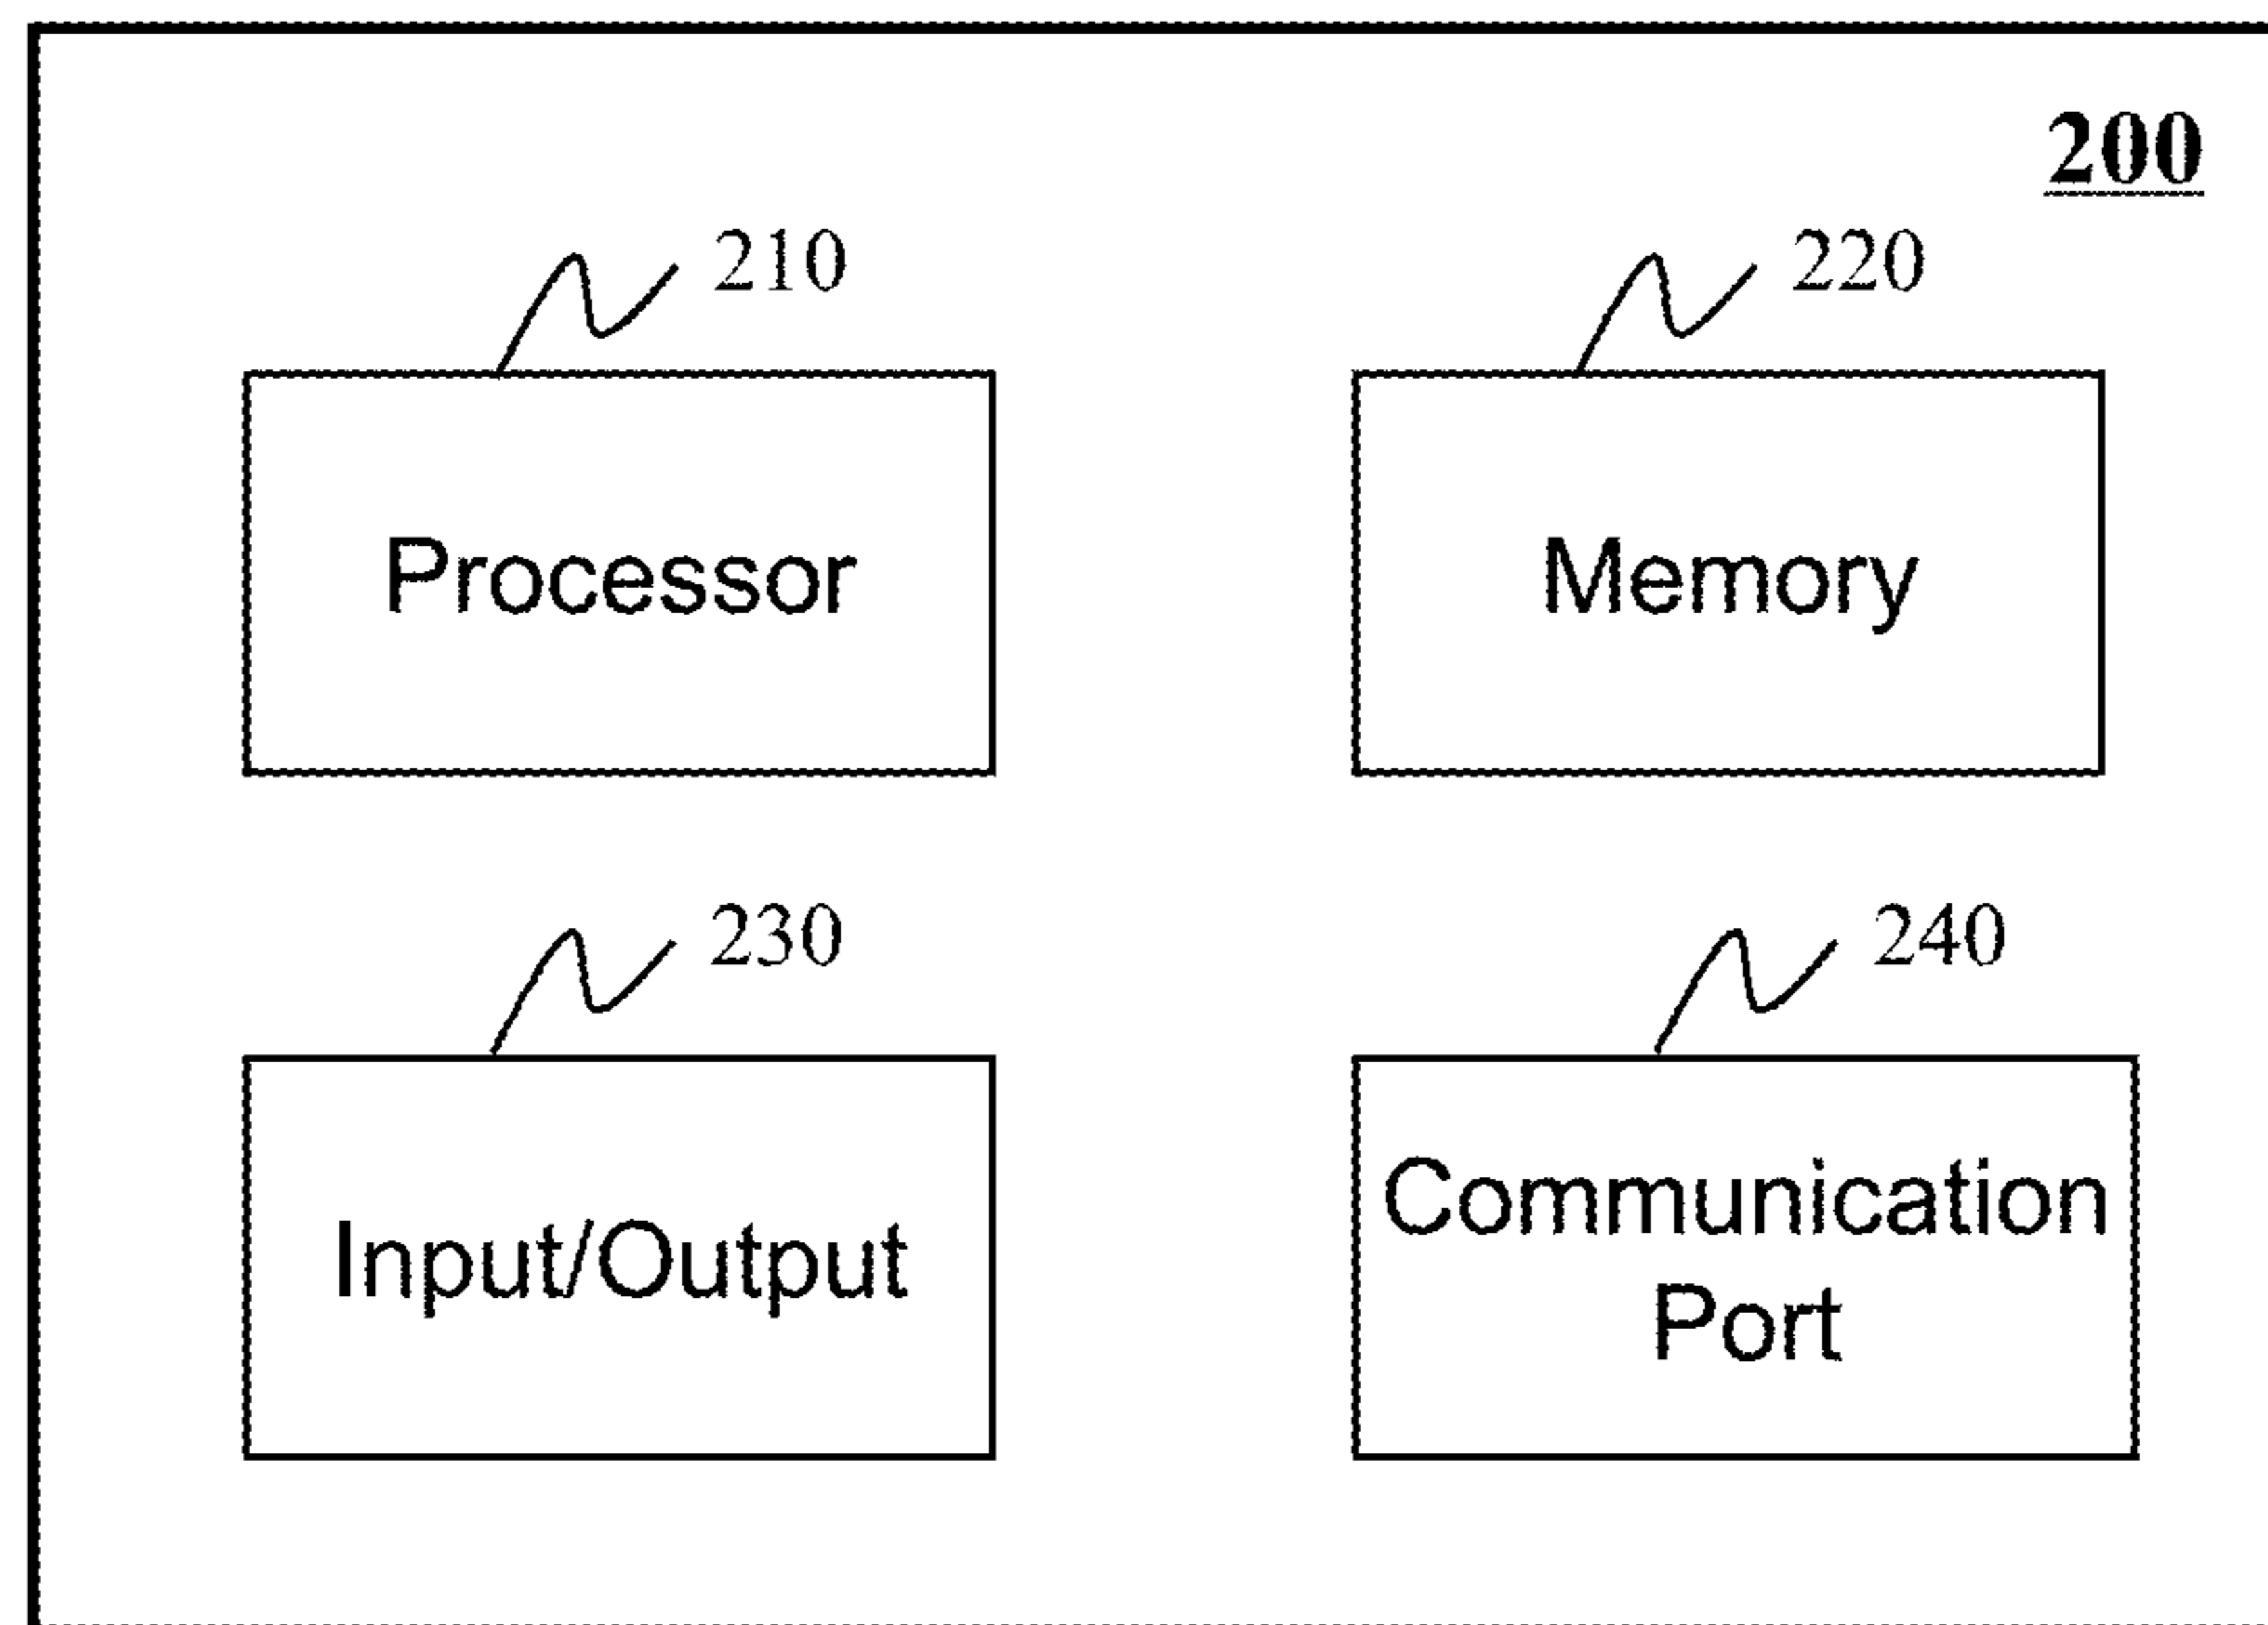 200
210
220
Processor
Memory
230
240
Input/Output
Communication
Port